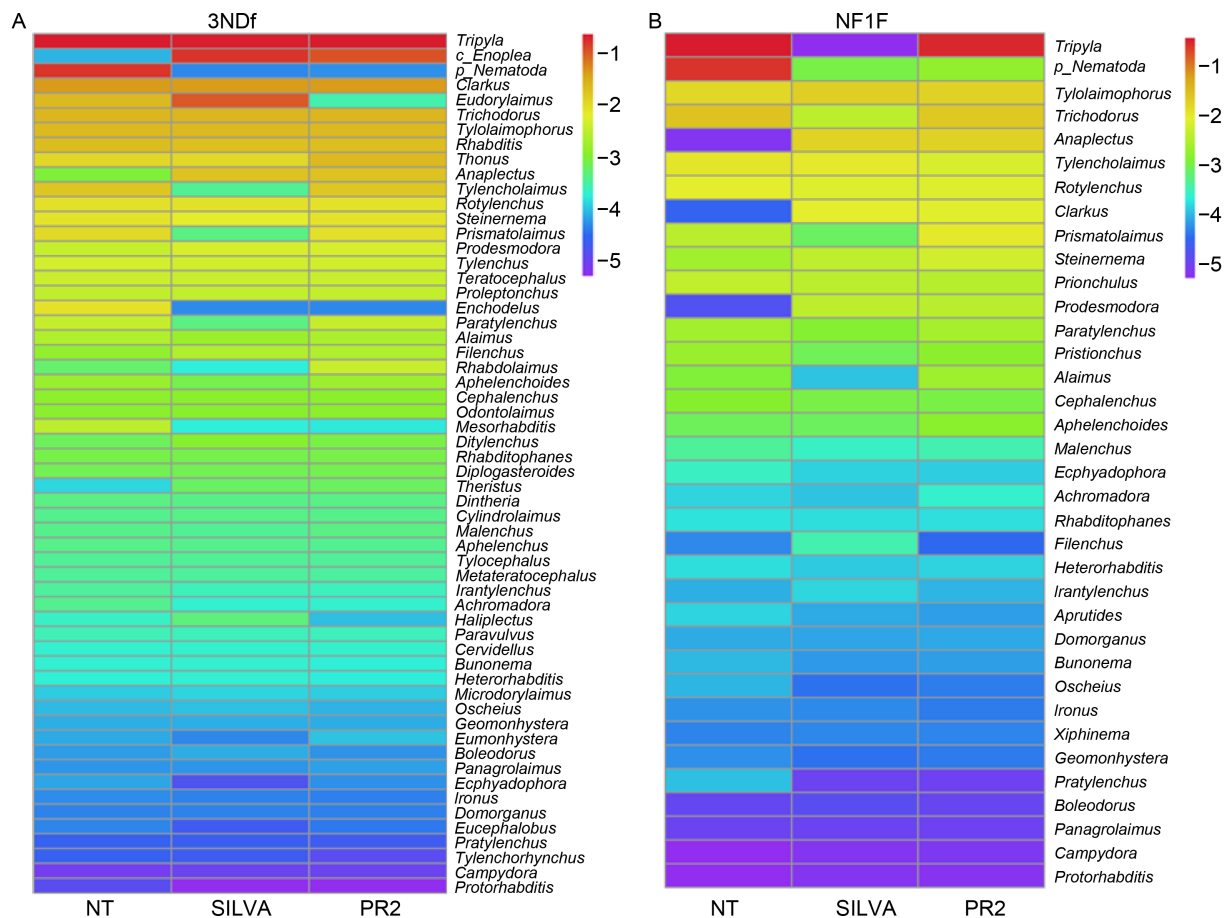 A
3NDf
Tripyla
c_Enoplea
p_Nematoda
Clarkus
Eudorylaimus
Trichodorus
Tylolaimophorus
Rhabditis
Thonus
Anaplectus
Tylencholaimus
Rotylenchus
Steinernema
Prismatolaimus
Prodesmodora
Tylenchus
Teratocephalus
Proleptonchus
Enchodelus
Paratylenchus
Alaimus
Filenchus
Rhabdolaimus
Aphelenchoides
Cephalenchus
Odontolaimus
Mesorhabditis
Ditylenchus
Rhabditophanes
Diplogasteroides
Theristus
Dintheria
Cylindrolaimus
Malenchus
Aphelenchus
Tylocephalus
Metateratocephalus
Irantylenchus
Achromadora
Haliplectus
Paravulvus
Cervidellus
Bunonema
Heterorhabditis
Microdorylaimus
Oscheius
Geomonhystera
Eumonhystera
Boleodorus
Panagrolaimus
Ecphyadophora
Ironus
Domorganus
Eucephalobus
Pratylenchus
Tylenchorhynchus
Campydora
Protorhabditis
NT SILVA PR2
−1
−2
−3
−4
−5
B
NF1F
Tripyla
p_Nematoda
Tylolaimophorus
Trichodorus
Anaplectus
Tylencholaimus
Rotylenchus
Clarkus
Prismatolaimus
Steinernema
Prionchulus
Prodesmodora
Paratylenchus
Pristionchus
Alaimus
Cephalenchus
Aphelenchoides
Malenchus
Ecphyadophora
Achromadora
Rhabditophanes
Filenchus
Heterorhabditis
Irantylenchus
Aprutides
Domorganus
Bunonema
Oscheius
Ironus
Xiphinema
Geomonhystera
Pratylenchus
Boleodorus
Panagrolaimus
Campydora
Protorhabditis
NT SILVA PR2
−1
−2
−3
−4
−5